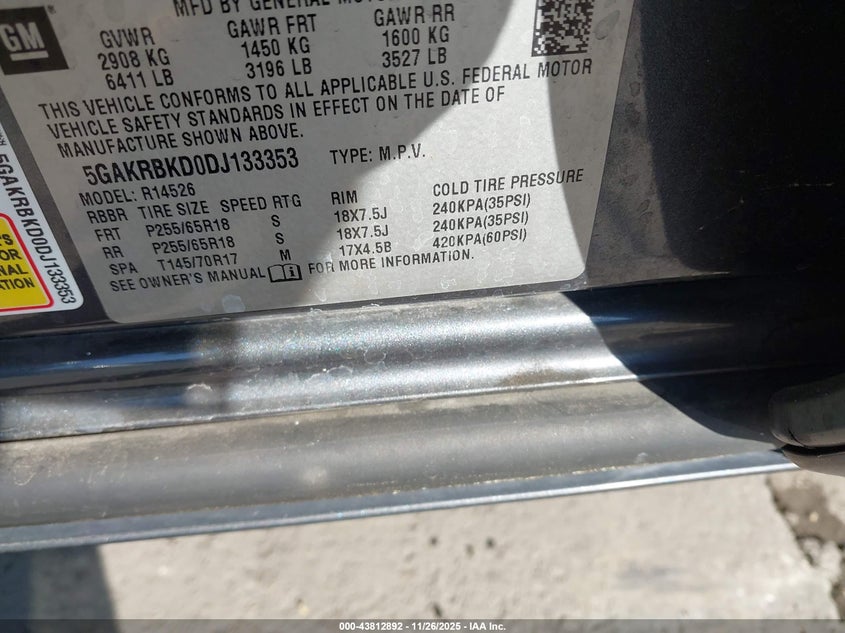 MFD BY GENERAL MOTORS
GM
GVWR GAWR FRT GAWR RR
2908 KG 1450 KG 1600 KG
6411 LB 3196 LB 3527 LB
THIS VEHICLE CONFORMS TO ALL APPLICABLE U.S. FEDERAL MOTOR
VEHICLE SAFETY STANDARDS IN EFFECT ON THE DATE OF
MANUFACTURE SHOWN ABOVE.
5GAKRBKD0DJ133353 TYPE: M.P.V.
MODEL: R14526
RBBR TIRE SIZE SPEED RTG RIM COLD TIRE PRESSURE
FRT P255/65R18 S 18X7.5J 240KPA(35PSI)
RR P255/65R18 S 18X7.5J 240KPA(35PSI)
SPA T145/70R17 M 17X4.5B 420KPA(60PSI)
SEE OWNER'S MANUAL FOR MORE INFORMATION.
5GAKRBKD0DJ133353
000-43812892 - 11/26/2025 - IAA Inc.